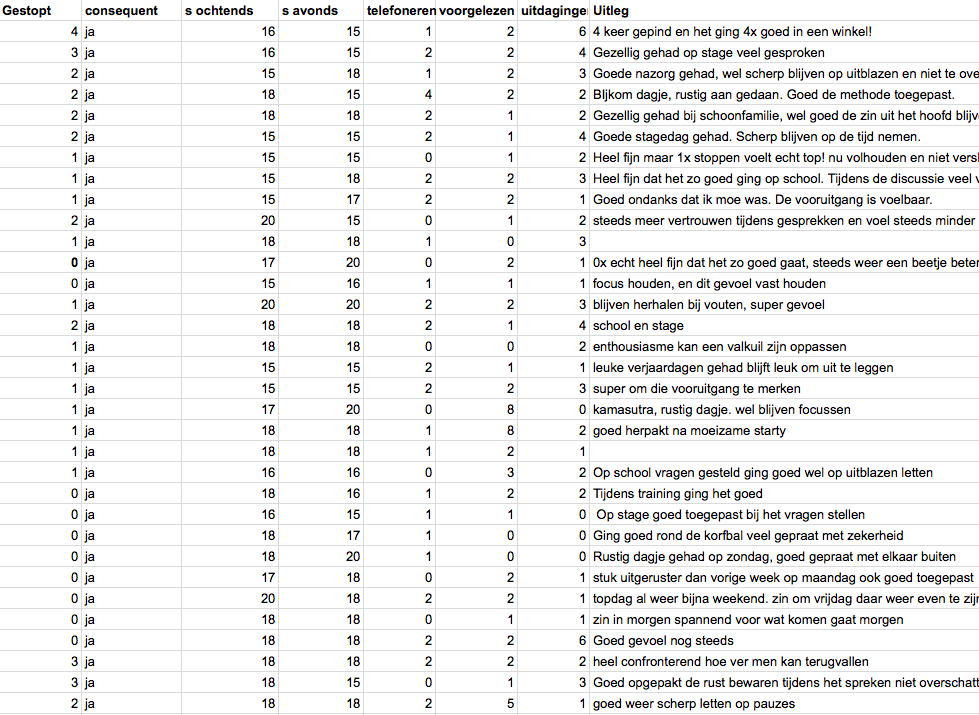 Gestopt consequent s ochtends s avonds telefoneren voorgelezen uitdaginge Uitleg
4 ja 16 15 1 2 6 4 keer gepind en het ging 4x goed in een winkel!
3 ja 16 15 2 2 4 Gezellig gehad op stage veel gesproken
2 ja 15 18 1 2 3 Goede nazorg gehad, wel scherp blijven op uitblazen en niet te ove
2 ja 18 15 4 2 2 Bljkom dagje, rustig aan gedaan. Goed de methode toegepast.
2 ja 18 18 2 1 2 Gezellig gehad bij schoonfamilie, wel goed de zin uit het hoofd blijv
2 ja 15 15 2 1 4 Goede stagedag gehad. Scherp blijven op de tijd nemen.
1 ja 15 15 0 1 2 Heel fijn maar 1x stoppen voelt echt top! nu volhouden en niet versl
1 ja 15 18 2 2 3 Heel fijn dat het zo goed ging op school. Tijdens de discussie veel v
1 ja 15 17 2 2 1 Goed ondanks dat ik moe was. De vooruitgang is voelbaar.
2 ja 20 15 0 1 2 steeds meer vertrouwen tijdens gesprekken en voel steeds minder
1 ja 18 18 1 0 3
0 ja 17 20 0 2 1 0x echt heel fijn dat het zo goed gaat, steeds weer een beetje beter
0 ja 15 16 1 1 1 focus houden, en dit gevoel vast houden
1 ja 20 20 2 2 3 blijven herhalen bij vouten, super gevoel
2 ja 18 18 2 1 4 school en stage
1 ja 18 18 0 0 2 enthousiasme kan een valkuil zijn oppassen
1 ja 15 15 2 1 1 leuke verjaardagen gehad blijft leuk om uit te leggen
1 ja 15 15 2 2 3 super om die vooruitgang te merken
1 ja 17 20 0 8 0 kamasutra, rustig dagje. wel blijven focussen
1 ja 18 18 1 8 2 goed herpakt na moeizame starty
1 ja 18 18 1 2 1
1 ja 16 16 0 3 2 Op school vragen gesteld ging goed wel op uitblazen letten
0 ja 18 16 1 2 2 Tijdens training ging het goed
0 ja 16 15 1 1 0 Op stage goed toegepast bij het vragen stellen
0 ja 18 17 1 0 0 Ging goed rond de korfbal veel gepraat met zekerheid
0 ja 18 20 1 0 0 Rustig dagje gehad op zondag, goed gepraat met elkaar buiten
0 ja 17 18 0 2 1 stuk uitgeruster dan vorige week op maandag ook goed toegepast
0 ja 20 18 2 2 1 topdag al weer bijna weekend. zin om vrijdag daar weer even te zijn
0 ja 18 18 0 1 1 zin in morgen spannend voor wat komen gaat morgen
0 ja 18 18 2 2 6 Goed gevoel nog steeds
3 ja 18 18 2 2 2 heel confronterend hoe ver men kan terugvallen
3 ja 18 15 0 1 3 Goed opgepakt de rust bewaren tijdens het spreken niet overschatt
2 ja 18 18 2 5 1 goed weer scherp letten op pauzes